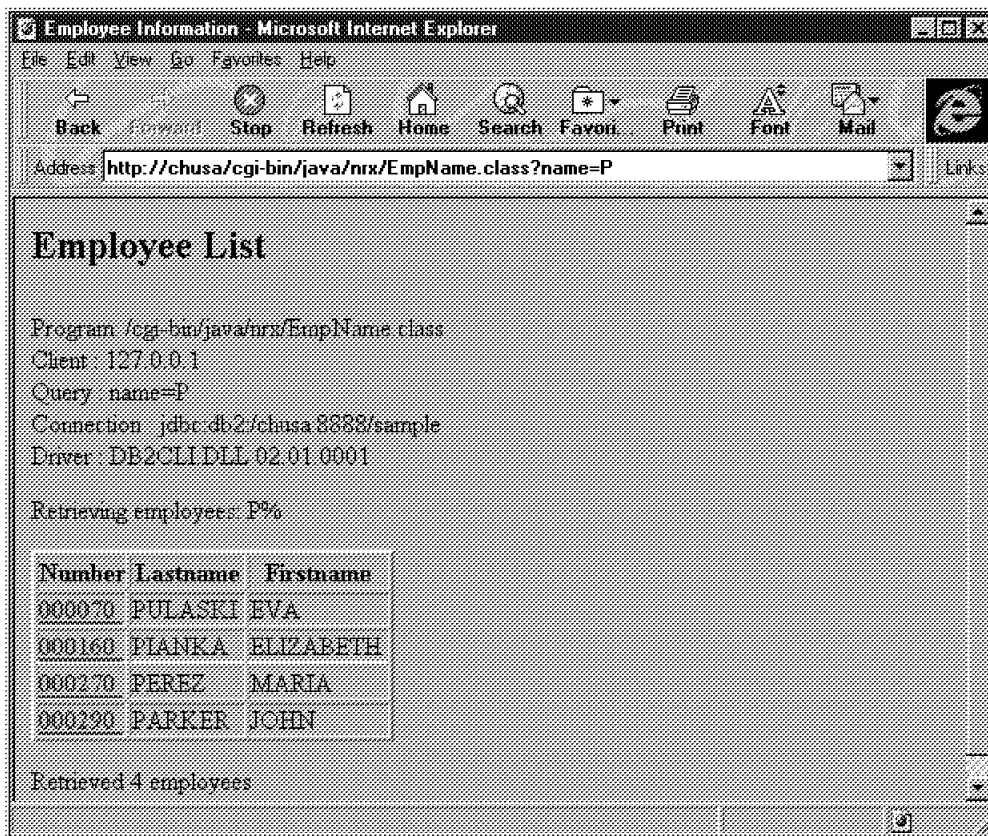 Employee Information - Microsoft Internet Explorer
File Edit View Go Favorites Help
Back Forward Stop Refresh Home Search Favori... Print Font Mail
Address http://chusa/cgi-bin/java/nrx/EmpName.class?name=P Links
Employee List
Program : /cgi-bin/java/nrx/EmpName.class
Client : 127.0.0.1
Query : name=P
Connection : jdbc:db2:/chusa:8888/sample
Driver : DB2CLI.DLL 02.01.0001
Retrieving employees: P%
Number Lastname Firstname
000070 PULASKI EVA
000160 PIANKA ELIZABETH
000270 PEREZ MARIA
000290 PARKER JOHN
Retrieved 4 employees